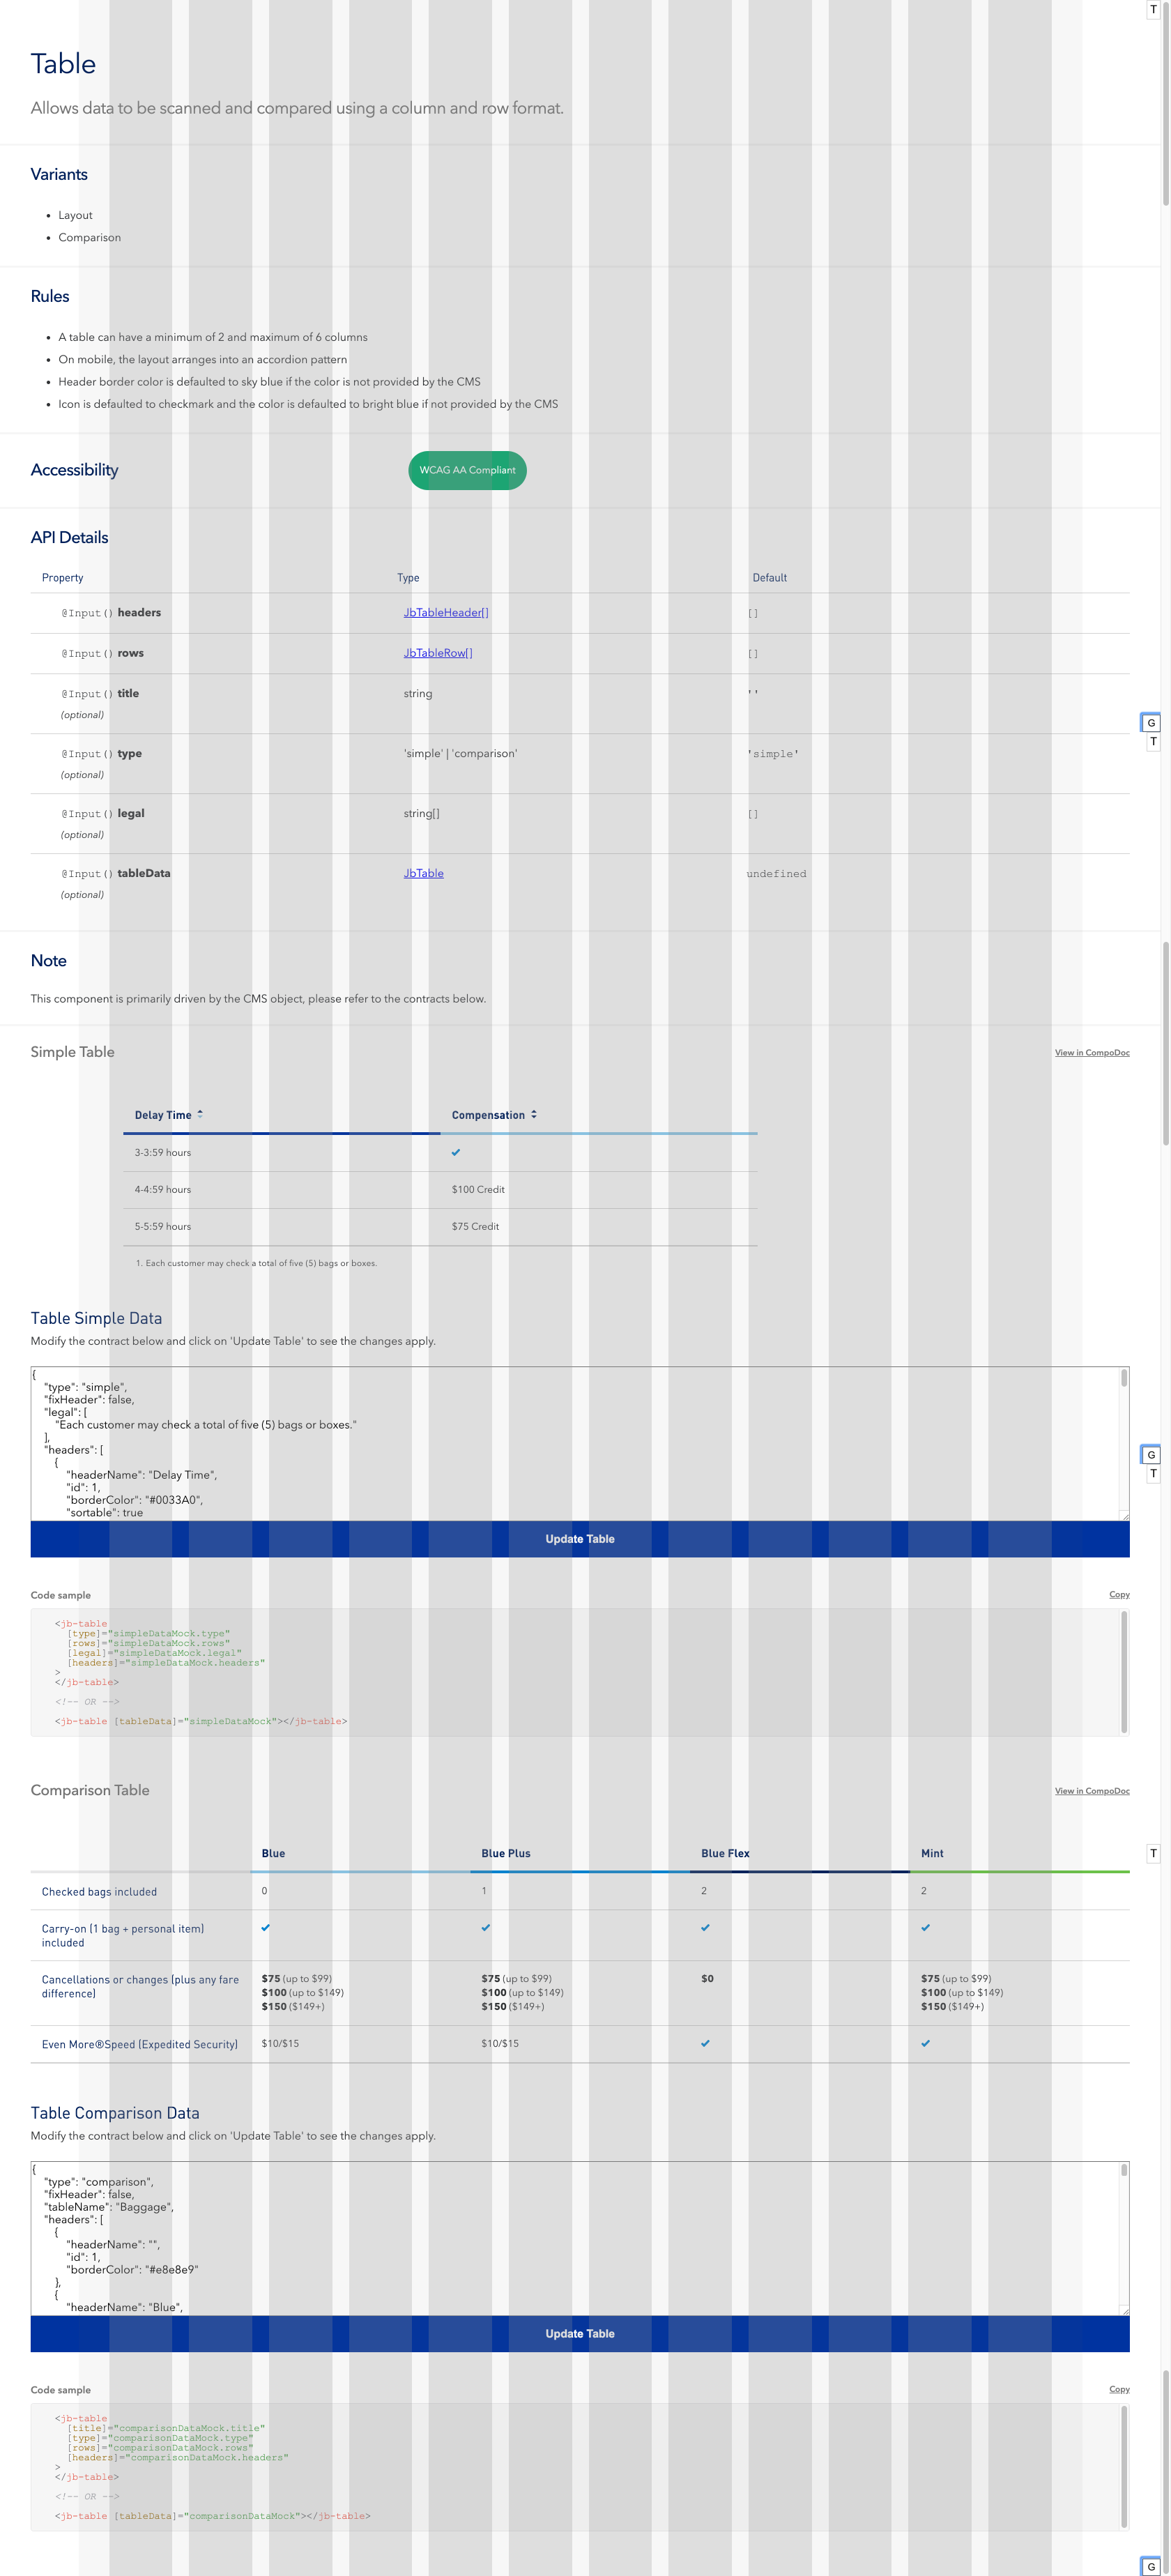 T
Table
Allows data to be scanned and compared using a column and row format.
Variants
• Layout
• Comparison
Rules
• A table can have a minimum of 2 and maximum of 6 columns
• On mobile, the layout arranges into an accordion pattern
• Header border color is defaulted to sky blue if the color is not provided by the CMS
• Icon is defaulted to checkmark and the color is defaulted to bright blue if not provided by the CMS
Accessibility WCAG AA Compliant
API Details
Property Type Default
@Input() headers JbTableHeader[] []
@Input() rows JbTableRow[] []
@Input() title string ''
(optional)
G
T
@Input() type 'simple' | 'comparison' 'simple'
(optional)
@Input() legal string[] []
(optional)
@Input() tableData JbTable undefined
(optional)
Note
This component is primarily driven by the CMS object, please refer to the contracts below.
Simple Table View in CompoDoc
Delay Time Compensation
3-3:59 hours ✔
4-4:59 hours $100 Credit
5-5:59 hours $75 Credit
1. Each customer may check a total of five (5) bags or boxes.
Table Simple Data
Modify the contract below and click on 'Update Table' to see the changes apply.
{
"type": "simple",
"fixHeader": false,
"legal": [
"Each customer may check a total of five (5) bags or boxes."
],
"headers": [
{
"headerName": "Delay Time",
"id": 1,
"borderColor": "#0033A0",
"sortable": true
G
T
Update Table
Code sample Copy
<jb-table
[type]="simpleDataMock.type"
[rows]="simpleDataMock.rows"
[legal]="simpleDataMock.legal"
[headers]="simpleDataMock.headers"
>
</jb-table>
<!-- OR -->
<jb-table [tableData]="simpleDataMock"></jb-table>
Comparison Table View in CompoDoc
Blue Blue Plus Blue Flex Mint
T
Checked bags included 0 1 2 2
Carry-on (1 bag + personal item) ✔ ✔ ✔ ✔
included
Cancellations or changes (plus any fare $75 (up to $99) $75 (up to $99) $0 $75 (up to $99)
difference) $100 (up to $149) $100 (up to $149) $100 (up to $149)
$150 ($149+) $150 ($149+) $150 ($149+)
Even More®Speed (Expedited Security) $10/$15 $10/$15 ✔ ✔
Table Comparison Data
Modify the contract below and click on 'Update Table' to see the changes apply.
{
"type": "comparison",
"fixHeader": false,
"tableName": "Baggage",
"headers": [
{
"headerName": "",
"id": 1,
"borderColor": "#e8e8e9"
},
{
"headerName": "Blue",
Update Table
Code sample Copy
<jb-table
[title]="comparisonDataMock.title"
[type]="comparisonDataMock.type"
[rows]="comparisonDataMock.rows"
[headers]="comparisonDataMock.headers"
>
</jb-table>
<!-- OR -->
<jb-table [tableData]="comparisonDataMock"></jb-table>
G